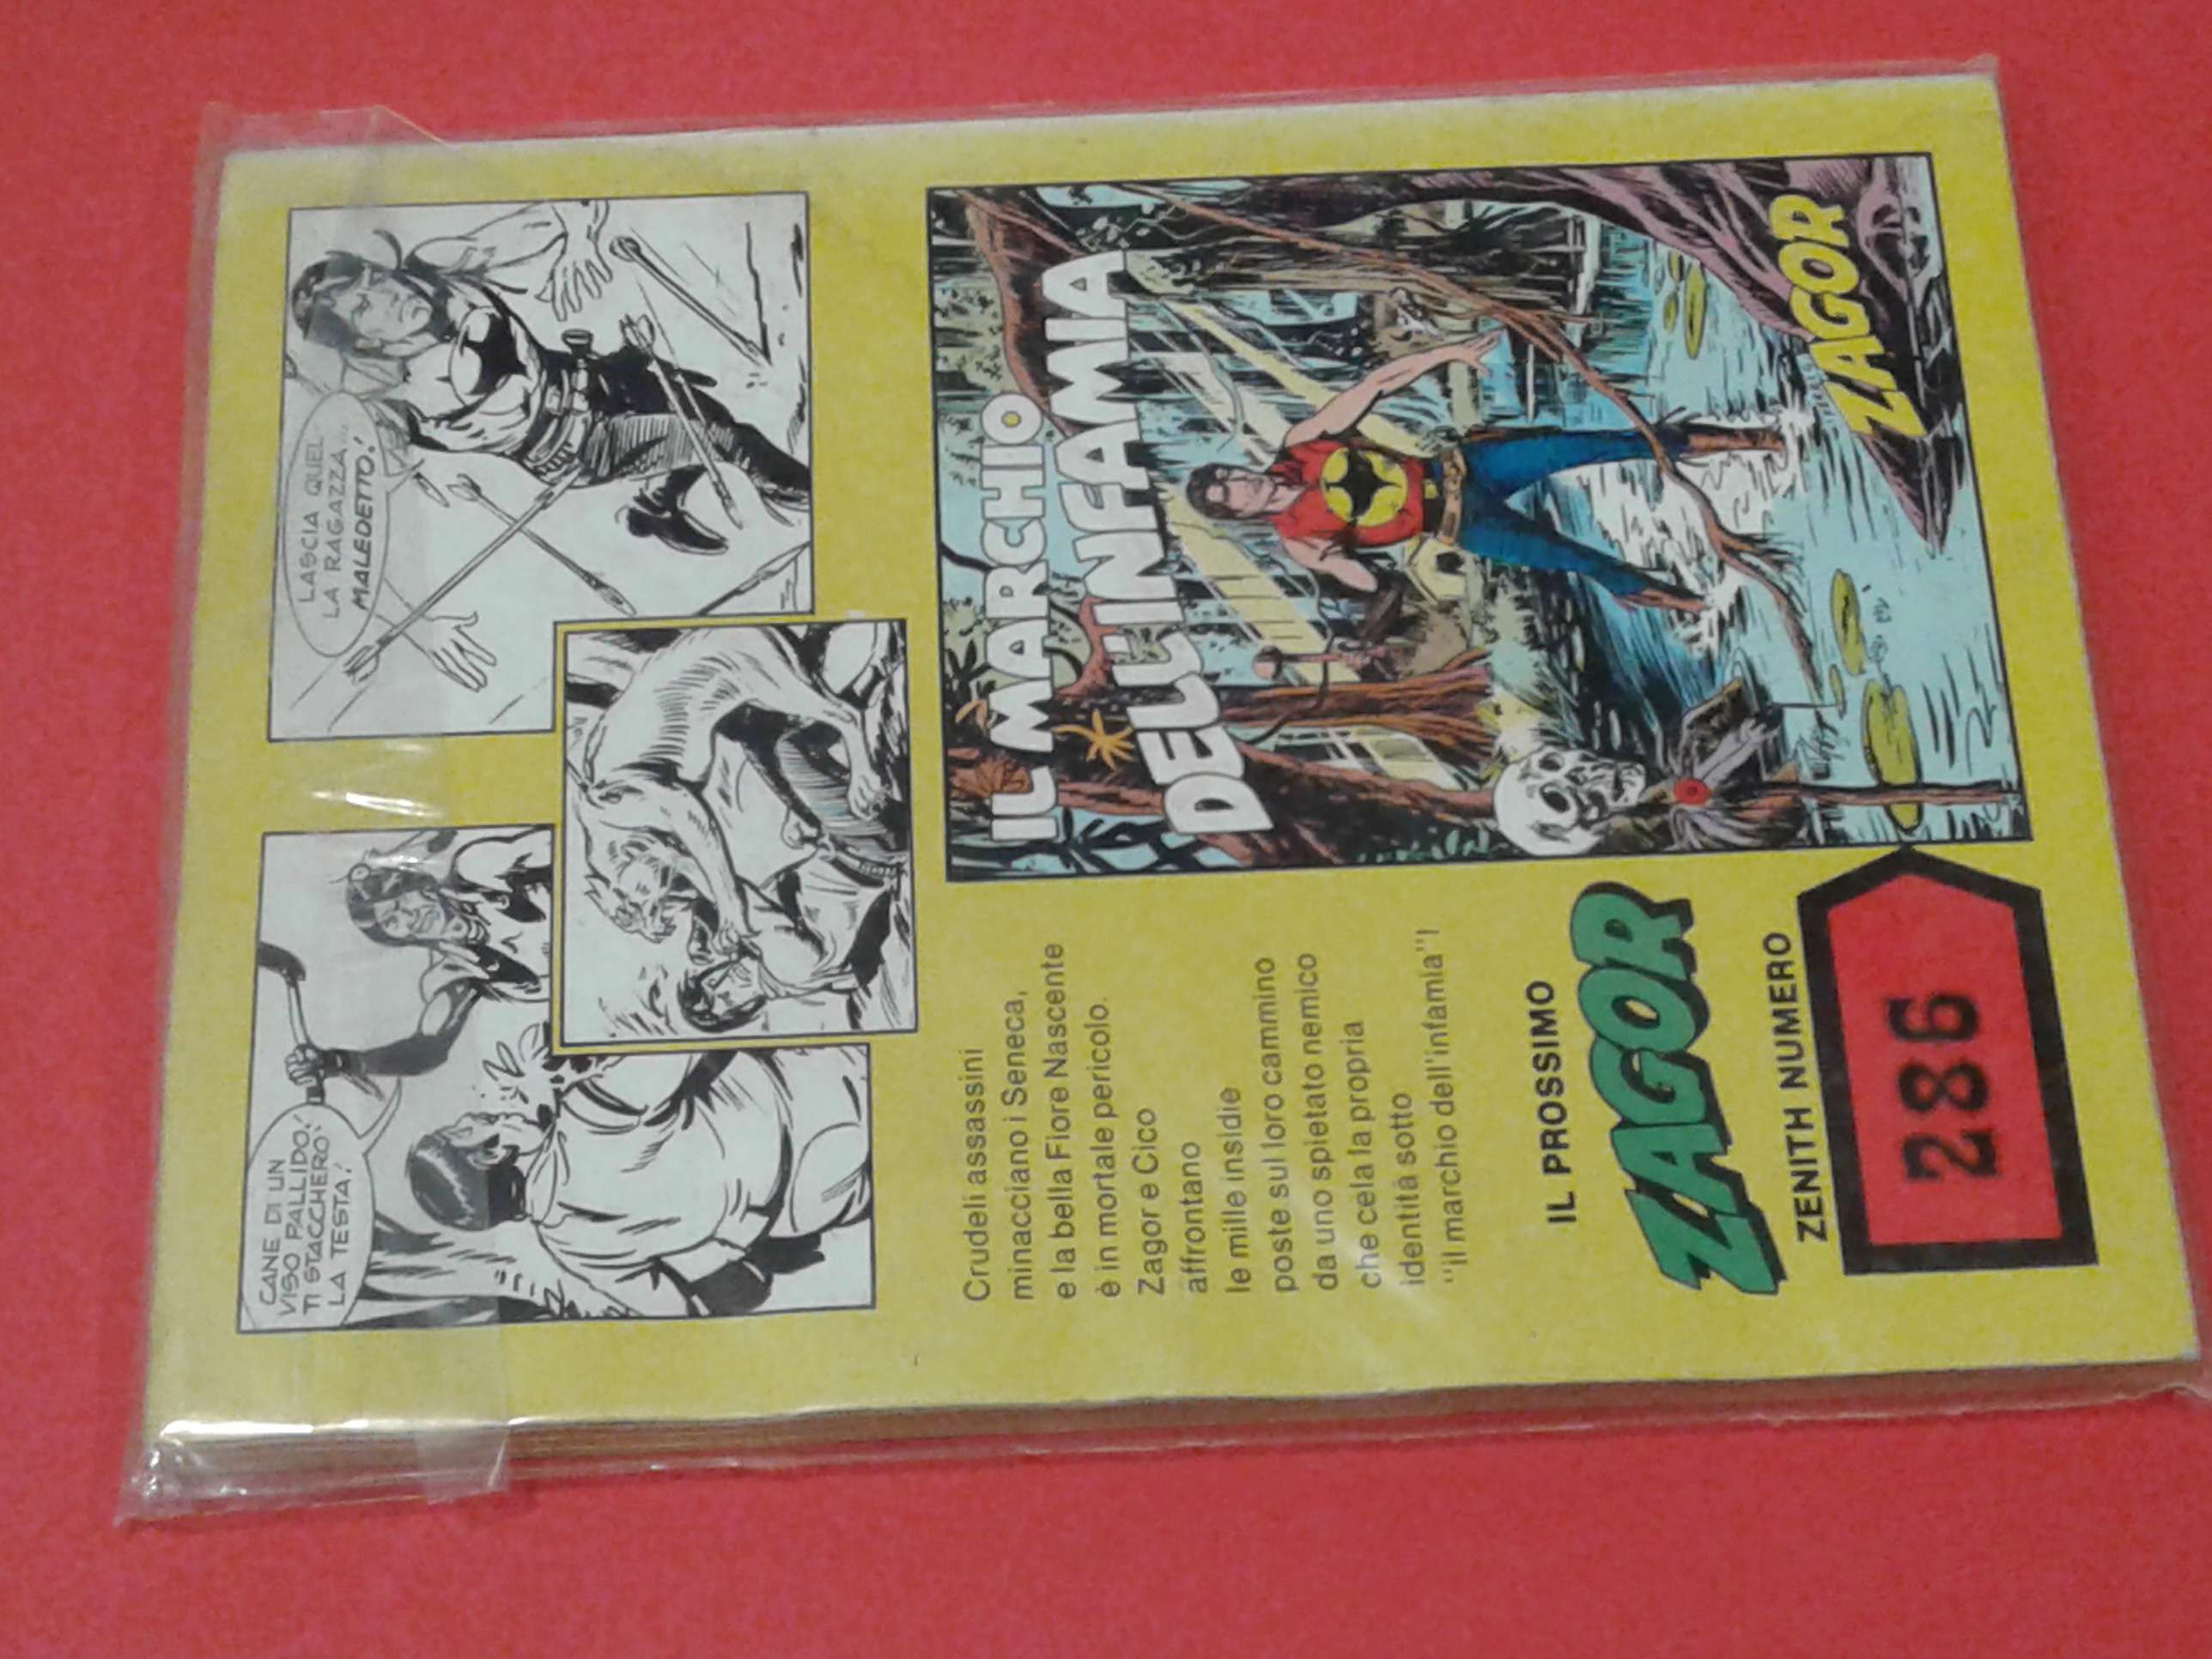 CANE DI UN
VISO PALLIDO!
TI STACCHERÒ
LA TESTA!
LASCIA QUEL
LA RAGAZZA,...
MALEDETTO!
Crudeli assassini
minacciano i Seneca,
e la bella Fiore Nascente
è in mortale pericolo.
Zagor e Cico
affrontano
le mille insidie
poste sul loro cammino
da uno spietato nemico
che cela la propria
identità sotto
"il marchio dell'infamia"!
IL MARCHIO
DELL'INFAMIA
ZAGOR
IL PROSSIMO
ZAGOR
ZENITH NUMERO
286